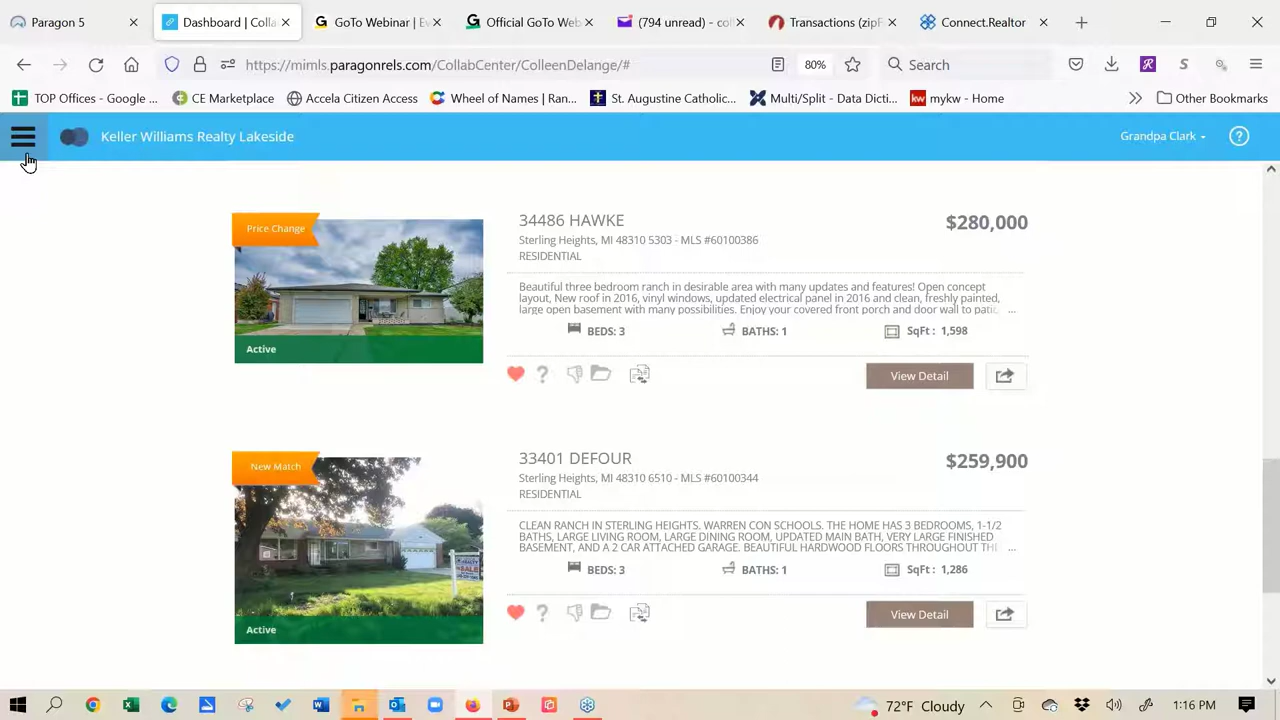 Paragon 5
Dashboard | Colla
GoTo Webinar | Ev
Official GoTo Web
(794 unread) - col
Transactions (zipF
Connect.Realtor
https://mimls.paragonrels.com/CollabCenter/ColleenDelange/#
80%
Search
TOP Offices - Google ...
CE Marketplace
Accela Citizen Access
Wheel of Names | Ran...
St. Augustine Catholic...
Multi/Split - Data Dict...
kw
mykw - Home
Other Bookmarks
Keller Williams Realty Lakeside
Grandpa Clark
?
Price Change
Active
34486 HAWKE
$280,000
Sterling Heights, MI 48310 5303 - MLS #60100386
RESIDENTIAL
Beautiful three bedroom ranch in desirable area with many updates and features! Open concept
layout, New roof in 2016, vinyl windows, updated electrical panel in 2016 and clean, freshly painted,
large open basement with many possibilities. Enjoy your covered front porch and door wall to patio, ...
BEDS: 3
BATHS: 1
SqFt : 1,598
View Detail
New Match
SALE
Active
33401 DEFOUR
$259,900
Sterling Heights, MI 48310 6510 - MLS #60100344
RESIDENTIAL
CLEAN RANCH IN STERLING HEIGHTS. WARREN CON SCHOOLS. THE HOME HAS 3 BEDROOMS, 1-1/2
BATHS, LARGE LIVING ROOM, LARGE DINING ROOM, UPDATED MAIN BATH, VERY LARGE FINISHED
BASEMENT, AND A 2 CAR ATTACHED GARAGE. BEAUTIFUL HARDWOOD FLOORS THROUGHOUT THE ...
BEDS: 3
BATHS: 1
SqFt : 1,286
View Detail
72°F Cloudy
1:16 PM